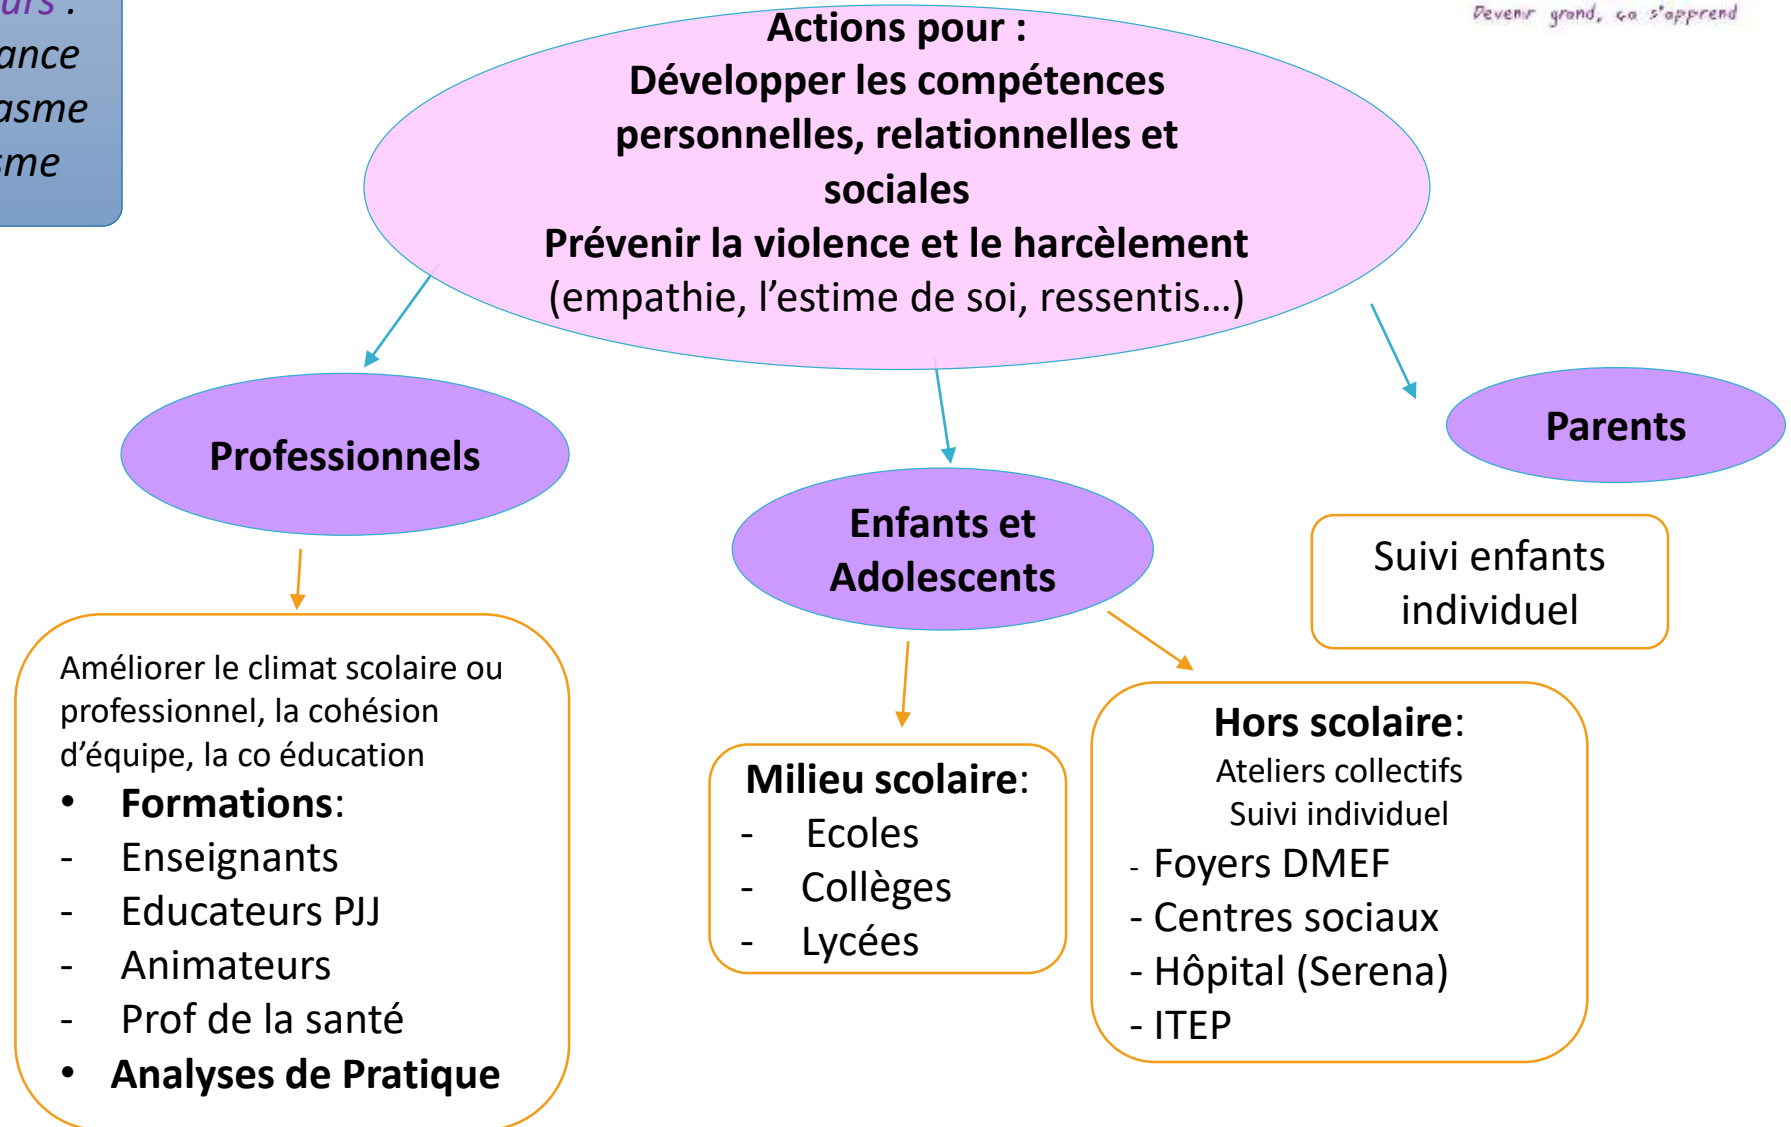 Devenir grand, ça s'apprend
Actions pour :
Développer les compétences
personnelles, relationnelles et
sociales
Prévenir la violence et le harcèlement
(empathie, l'estime de soi, ressentis…)
Professionnels
Parents
Enfants et
Adolescents
Suivi enfants
individuel
Améliorer le climat scolaire ou
professionnel, la cohésion
d'équipe, la co éducation
• Formations:
- Enseignants
- Educateurs PJJ
- Animateurs
- Prof de la santé
• Analyses de Pratique
Milieu scolaire:
- Ecoles
- Collèges
- Lycées
Hors scolaire:
Ateliers collectifs
Suivi individuel
- Foyers DMEF
- Centres sociaux
- Hôpital (Serena)
- ITEP